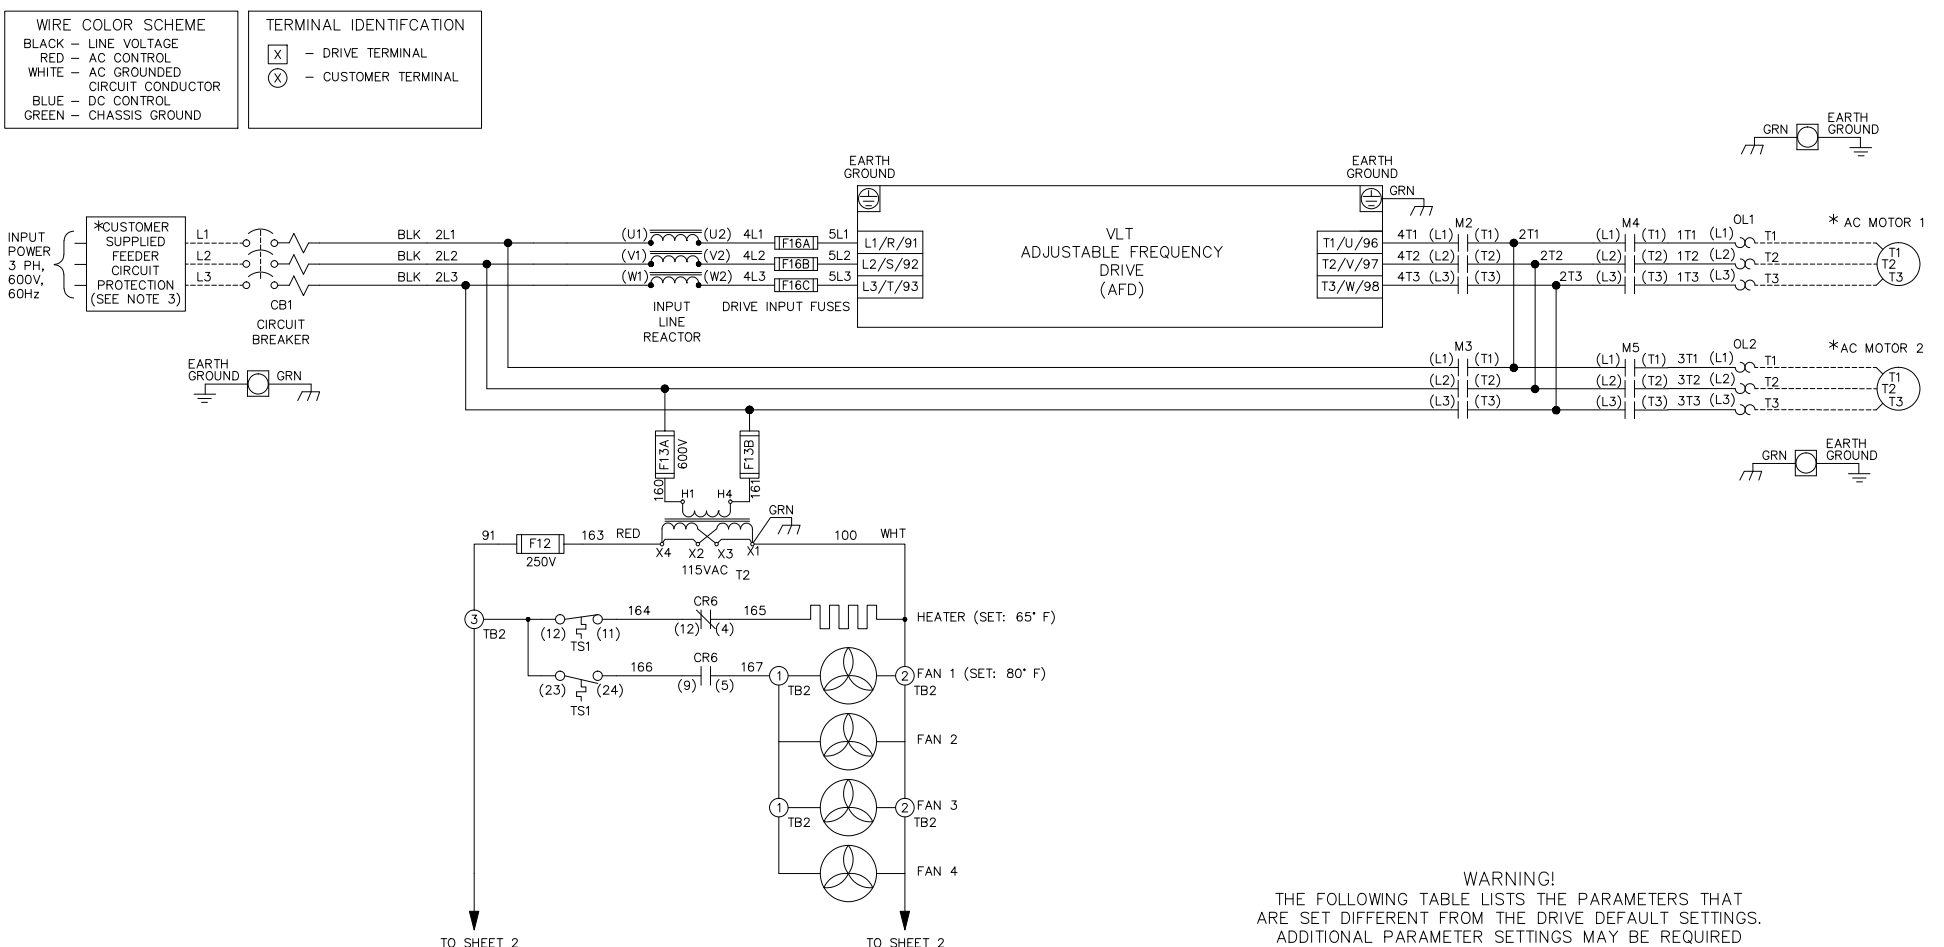 WIRE COLOR SCHEME
BLACK – LINE VOLTAGE
RED – AC CONTROL
WHITE – AC GROUNDED
CIRCUIT CONDUCTOR
BLUE – DC CONTROL
GREEN – CHASSIS GROUND
TERMINAL IDENTIFCATION
X – DRIVE TERMINAL
X – CUSTOMER TERMINAL
GRN
EARTH
GROUND
INPUT
POWER
3 PH,
600V,
60Hz
*CUSTOMER
SUPPLIED
FEEDER
CIRCUIT
PROTECTION
(SEE NOTE 3)
L1
L2
L3
CB1
CIRCUIT
BREAKER
BLK 2L1
BLK 2L2
BLK 2L3
(U1) (U2) 4L1 F16A 5L1
(V1) (V2) 4L2 F16B 5L2
(W1) (W2) 4L3 F16C 5L3
INPUT
LINE
REACTOR
DRIVE INPUT FUSES
EARTH
GROUND
L1/R/91
L2/S/92
L3/T/93
VLT
ADJUSTABLE FREQUENCY
DRIVE
(AFD)
EARTH
GROUND
GRN
T1/U/96
T2/V/97
T3/W/98
M2
4T1 (L1) (T1) 2T1
4T2 (L2) (T2) 2T2
4T3 (L3) (T3) 2T3
M4
(L1) (T1) 1T1 (L1)
(L2) (T2) 1T2 (L2)
(L3) (T3) 1T3 (L3)
OL1
T1
T2
T3
* AC MOTOR 1
T1
T2
T3
EARTH
GROUND
GRN
M3
(L1) (T1)
(L2) (T2)
(L3) (T3)
M5
(L1) (T1) 3T1 (L1)
(L2) (T2) 3T2 (L2)
(L3) (T3) 3T3 (L3)
OL2
T1
T2
T3
*AC MOTOR 2
T1
T2
T3
GRN
EARTH
GROUND
F13A
600V
F13B
160
161
H1 H4
GRN
91
F12
250V
163 RED
X4 X2 X3 X1
115VAC T2
100 WHT
3
TB2
(12) (11)
TS1
164
CR6
(12) (4)
165
HEATER (SET: 65° F)
(23) (24)
TS1
166
CR6
(9) (5)
167
1
TB2
2
TB2
FAN 1 (SET: 80° F)
FAN 2
1
TB2
2
TB2
FAN 3
FAN 4
TO SHEET 2
TO SHEET 2
WARNING!
THE FOLLOWING TABLE LISTS THE PARAMETERS THAT
ARE SET DIFFERENT FROM THE DRIVE DEFAULT SETTINGS.
ADDITIONAL PARAMETER SETTINGS MAY BE REQUIRED